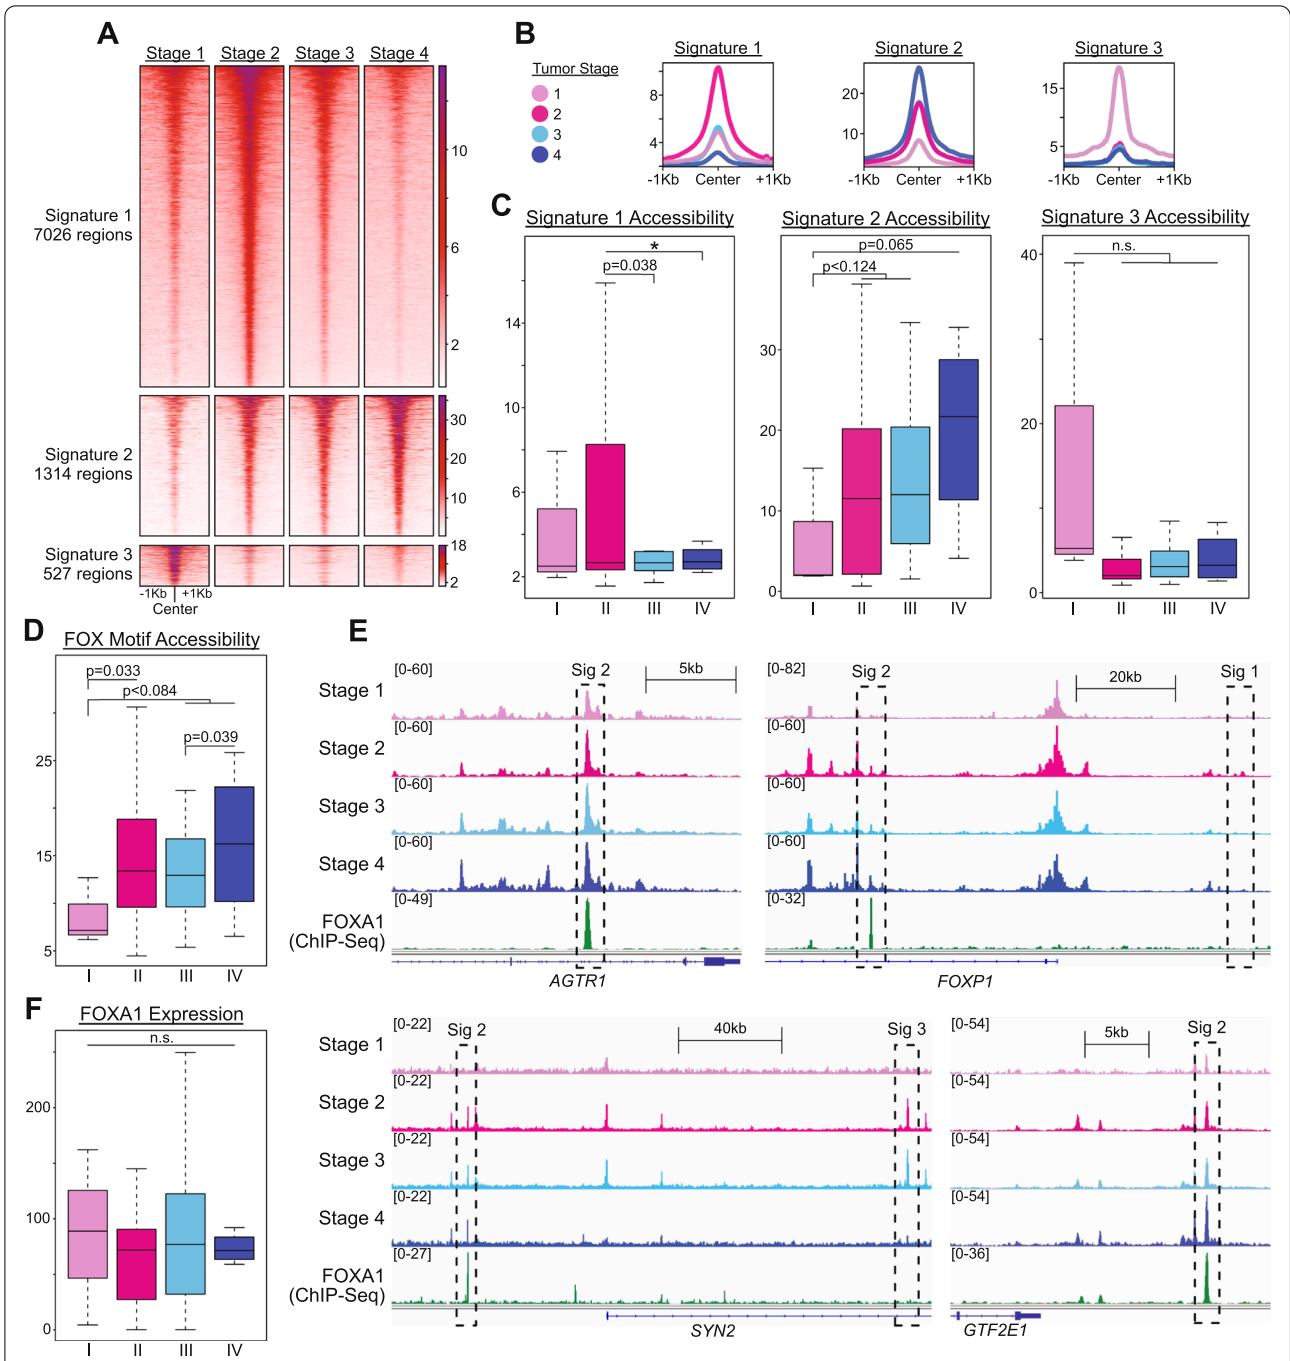 A
Stage 1 Stage 2 Stage 3 Stage 4
Signature 1
7026 regions
10
6
2
Signature 2
1314 regions
30
20
10
Signature 3
527 regions
18
2
-1Kb +1Kb
Center
B
Tumor Stage
1
2
3
4
Signature 1
8
4
-1Kb Center +1Kb
Signature 2
20
10
-1Kb Center +1Kb
Signature 3
15
5
-1Kb Center +1Kb
C
Signature 1 Accessibility
*
p=0.038
14
10
6
2
I II III IV
Signature 2 Accessibility
p=0.065
p<0.124
30
20
10
0
I II III IV
Signature 3 Accessibility
n.s.
40
20
0
I II III IV
D
FOX Motif Accessibility
p=0.033
p<0.084
p=0.039
25
15
5
I II III IV
E
Stage 1
Stage 2
Stage 3
Stage 4
FOXA1
(ChIP-Seq)
[0-60]
[0-60]
[0-60]
[0-60]
[0-49]
Sig 2
5kb
AGTR1
[0-82]
[0-60]
[0-60]
[0-60]
[0-32]
Sig 2
20kb
Sig 1
FOXP1
Stage 1
Stage 2
Stage 3
Stage 4
FOXA1
(ChIP-Seq)
[0-22]
[0-22]
[0-22]
[0-22]
[0-27]
Sig 2
40kb
Sig 3
SYN2
[0-54]
[0-54]
[0-54]
[0-54]
[0-36]
5kb
Sig 2
GTF2E1
F
FOXA1 Expression
n.s.
200
100
0
I II III IV